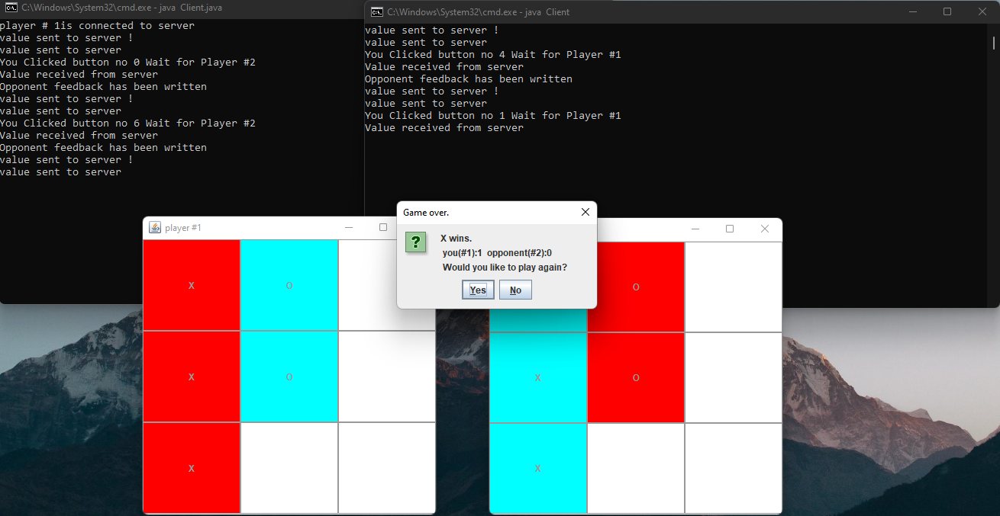 C:\Windows\System32\cmd.exe - java  Client.java
player # 1is connected to server
value sent to server !
value sent to server
You Clicked button no 0 Wait for Player #2
Value received from server
Opponent feedback has been written
value sent to server !
value sent to server
You Clicked button no 6 Wait for Player #2
Value received from server
Opponent feedback has been written
value sent to server !
value sent to server
C:\Windows\System32\cmd.exe - java  Client
value sent to server !
value sent to server
You Clicked button no 4 Wait for Player #1
Value received from server
Opponent feedback has been written
value sent to server !
value sent to server
You Clicked button no 1 Wait for Player #1
Value received from server
Game over.
?
X wins.
you(#1):1  opponent(#2):0
Would you like to play again?
Yes No
player #1
X O
X O
X
O
X O
X